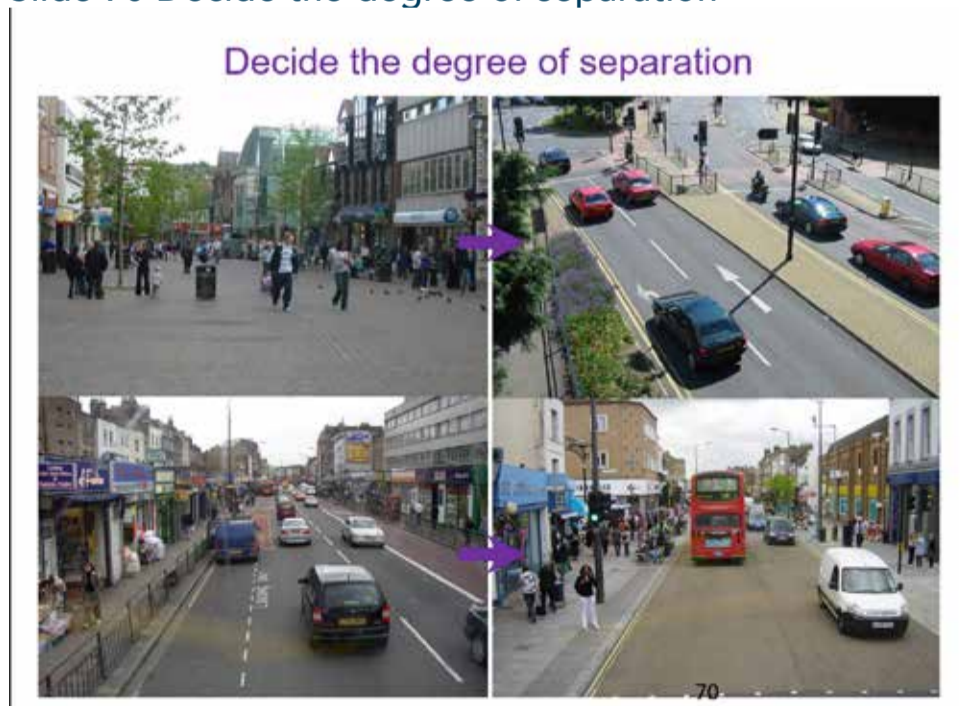 Slide 70 Decide the degree of separation
Decide the degree of separation
70